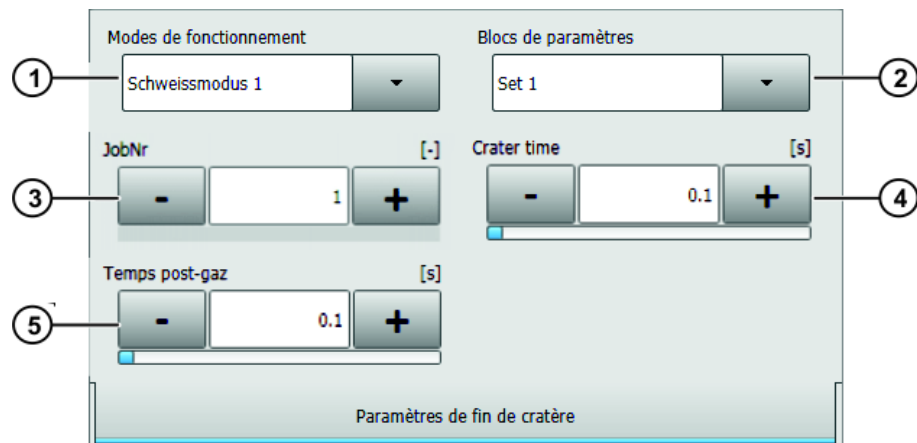 Modes de fonctionnement
Blocs de paramètres
1
Schweissmodus 1
Set 1
2
JobNr [-]
Crater time [s]
3
- 1 +
- 0.1 +
4
Temps post-gaz [s]
5
- 0.1 +
Paramètres de fin de cratère